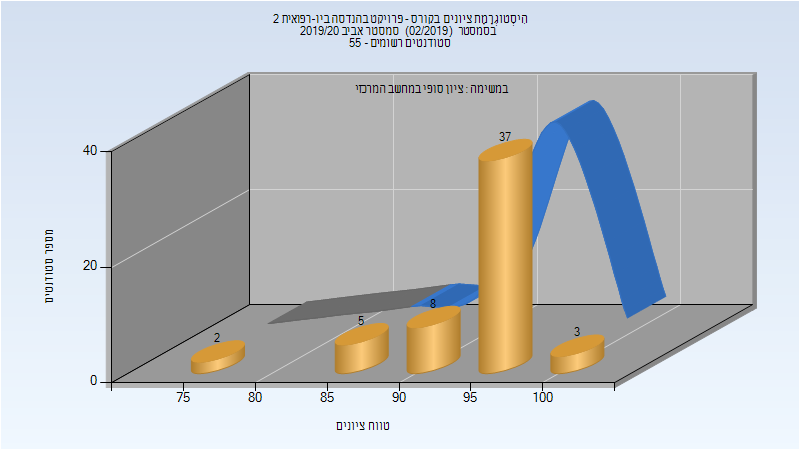 היסטוגרמת ציונים בקורס - פרויקט בהנדסה ביו-רפואית 2
בסמסטר (02/2019) סמסטר אביב 2019/20
סטודנטים רשומים - 55
במשימה : ציון סופי במחשב המרכזי
37
40
מספר סטודנטים
20
8
5
3
2
0
75 80 85 90 95 100
טווח ציונים